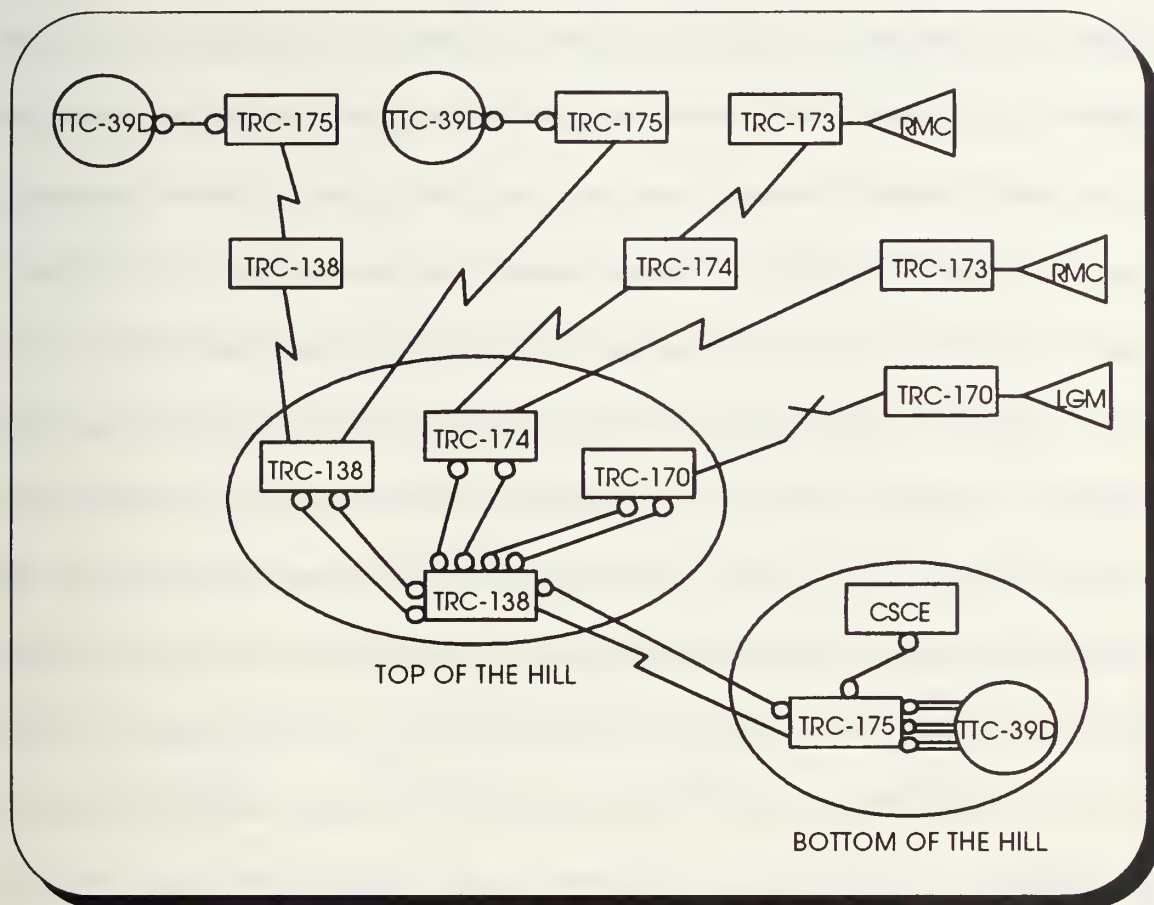 TTC-39D
TRC-175
TTC-39D
TRC-175
TRC-173
RMC
TRC-138
TRC-174
TRC-173
RMC
TRC-170
LGM
TRC-138
TRC-174
TRC-170
TRC-138
TOP OF THE HILL
CSCE
TRC-175
TTC-39D
BOTTOM OF THE HILL